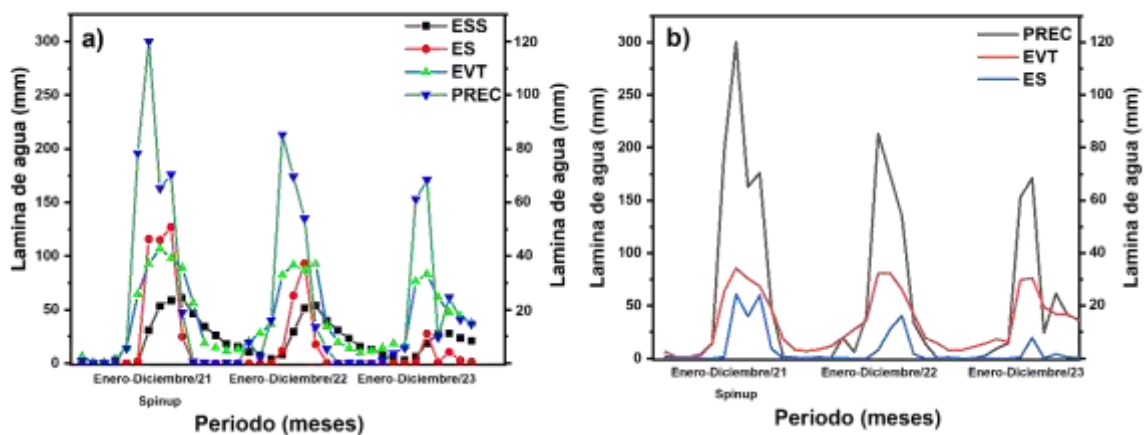 a)
ESS
ES
EVT
PREC
300
250
200
150
100
50
0
120
100
80
60
40
20
0
Lamina de agua (mm)
Lamina de agua (mm)
Enero-Diciembre/21 Enero-Diciembre/22 Enero-Diciembre/23
Spinup
Periodo (meses)
b)
PREC
EVT
ES
300
250
200
150
100
50
0
120
100
80
60
40
20
0
Lamina de agua (mm)
Lamina de agua (mm)
Enero-Diciembre/21 Enero-Diciembre/22 Enero-Diciembre/23
Spinup
Periodo (meses)